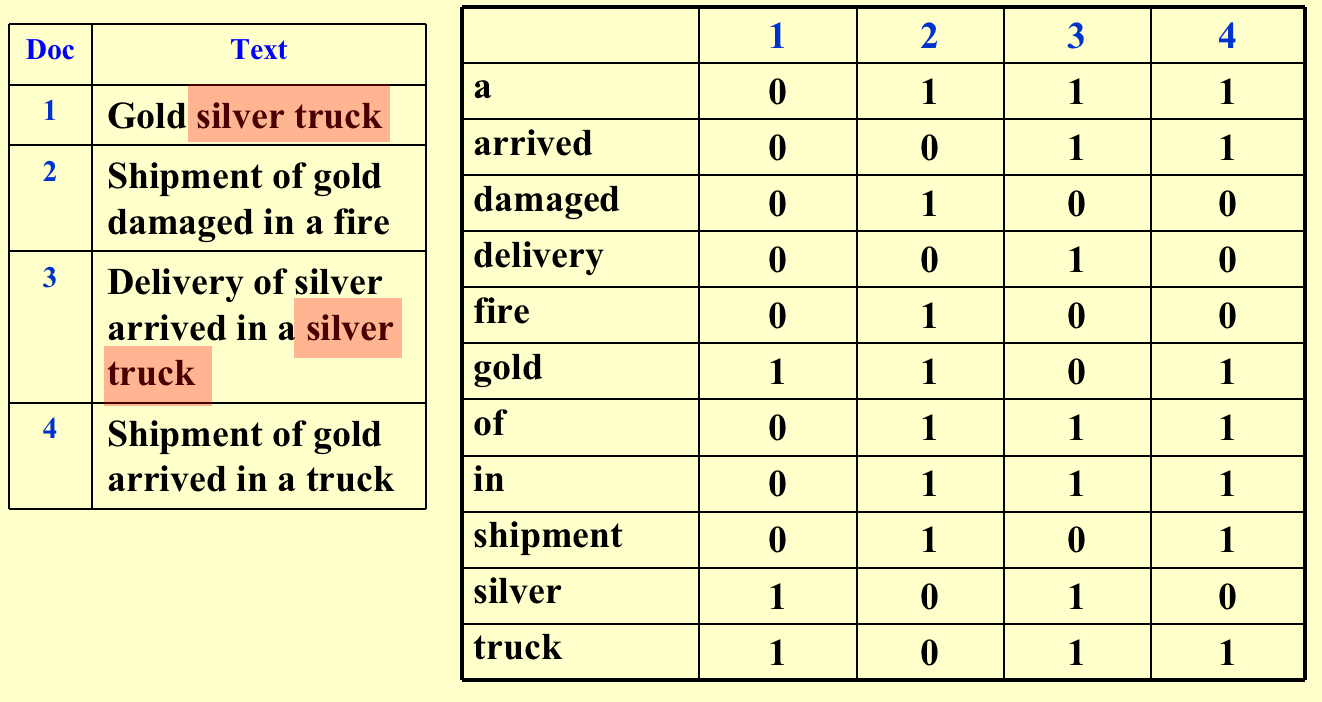 Doc Text
1 Gold silver truck
2 Shipment of gold
damaged in a fire
3 Delivery of silver
arrived in a silver
truck
4 Shipment of gold
arrived in a truck
1 2 3 4
a 0 1 1 1
arrived 0 0 1 1
damaged 0 1 0 0
delivery 0 0 1 0
fire 0 1 0 0
gold 1 1 0 1
of 0 1 1 1
in 0 1 1 1
shipment 0 1 0 1
silver 1 0 1 0
truck 1 0 1 1